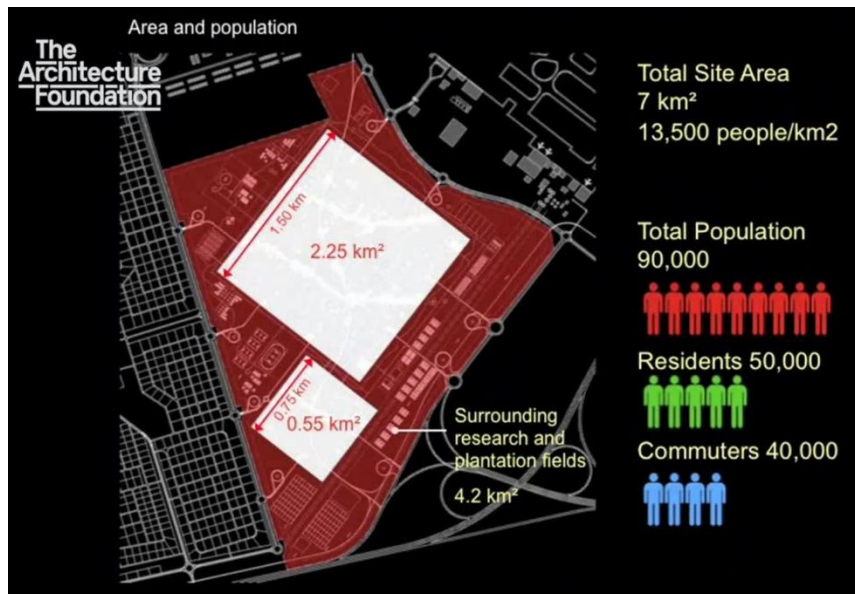 Area and population
The
Architecture
Foundation
Total Site Area
7 km²
13,500 people/km2
1.50 km
2.25 km²
Total Population
90,000
Residents 50,000
0.75 km
0.55 km²
Surrounding
research and
plantation fields
4.2 km²
Commuters 40,000